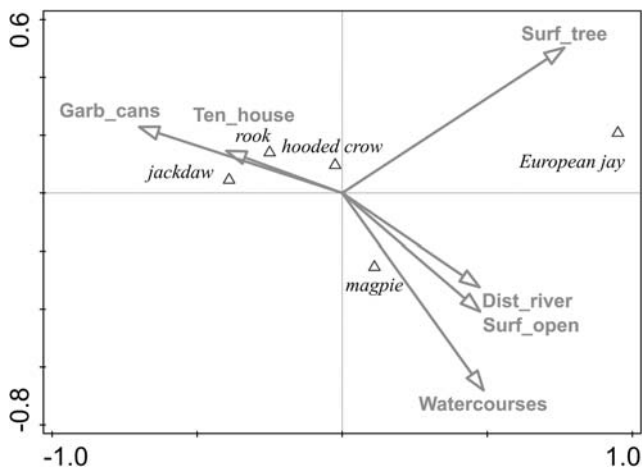 0.6
Surf_tree
Garb_cans
Ten_house
rook
hooded crow
European jay
jackdaw
magpie
Dist_river
Surf_open
Watercourses
-0.8
-1.0
1.0